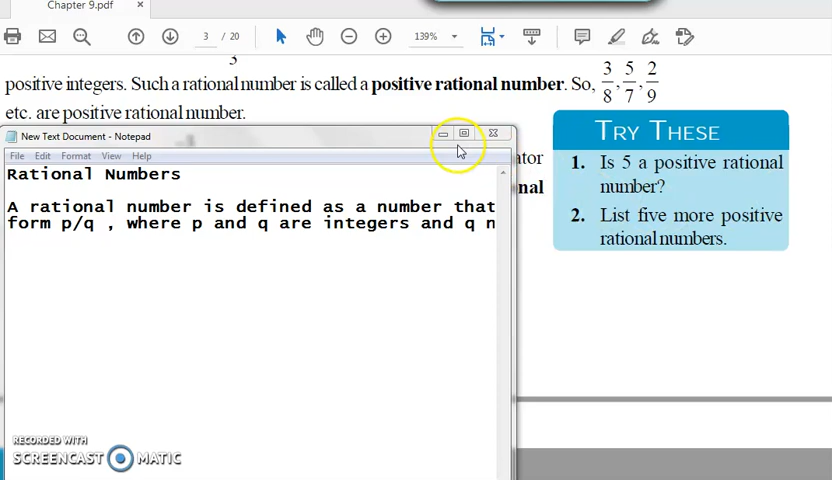 Chapter 9.pdf ×
3 / 20 139%
3
positive integers. Such a rational number is called a positive rational number. So, 3/8, 5/7, 2/9
etc. are positive rational number.
New Text Document - Notepad
File Edit Format View Help
Rational Numbers
A rational number is defined as a number that
form p/q , where p and q are integers and q n
ator
nal
TRY THESE
1. Is 5 a positive rational
number?
2. List five more positive
rational numbers.
RECORDED WITH
SCREENCAST MATIC